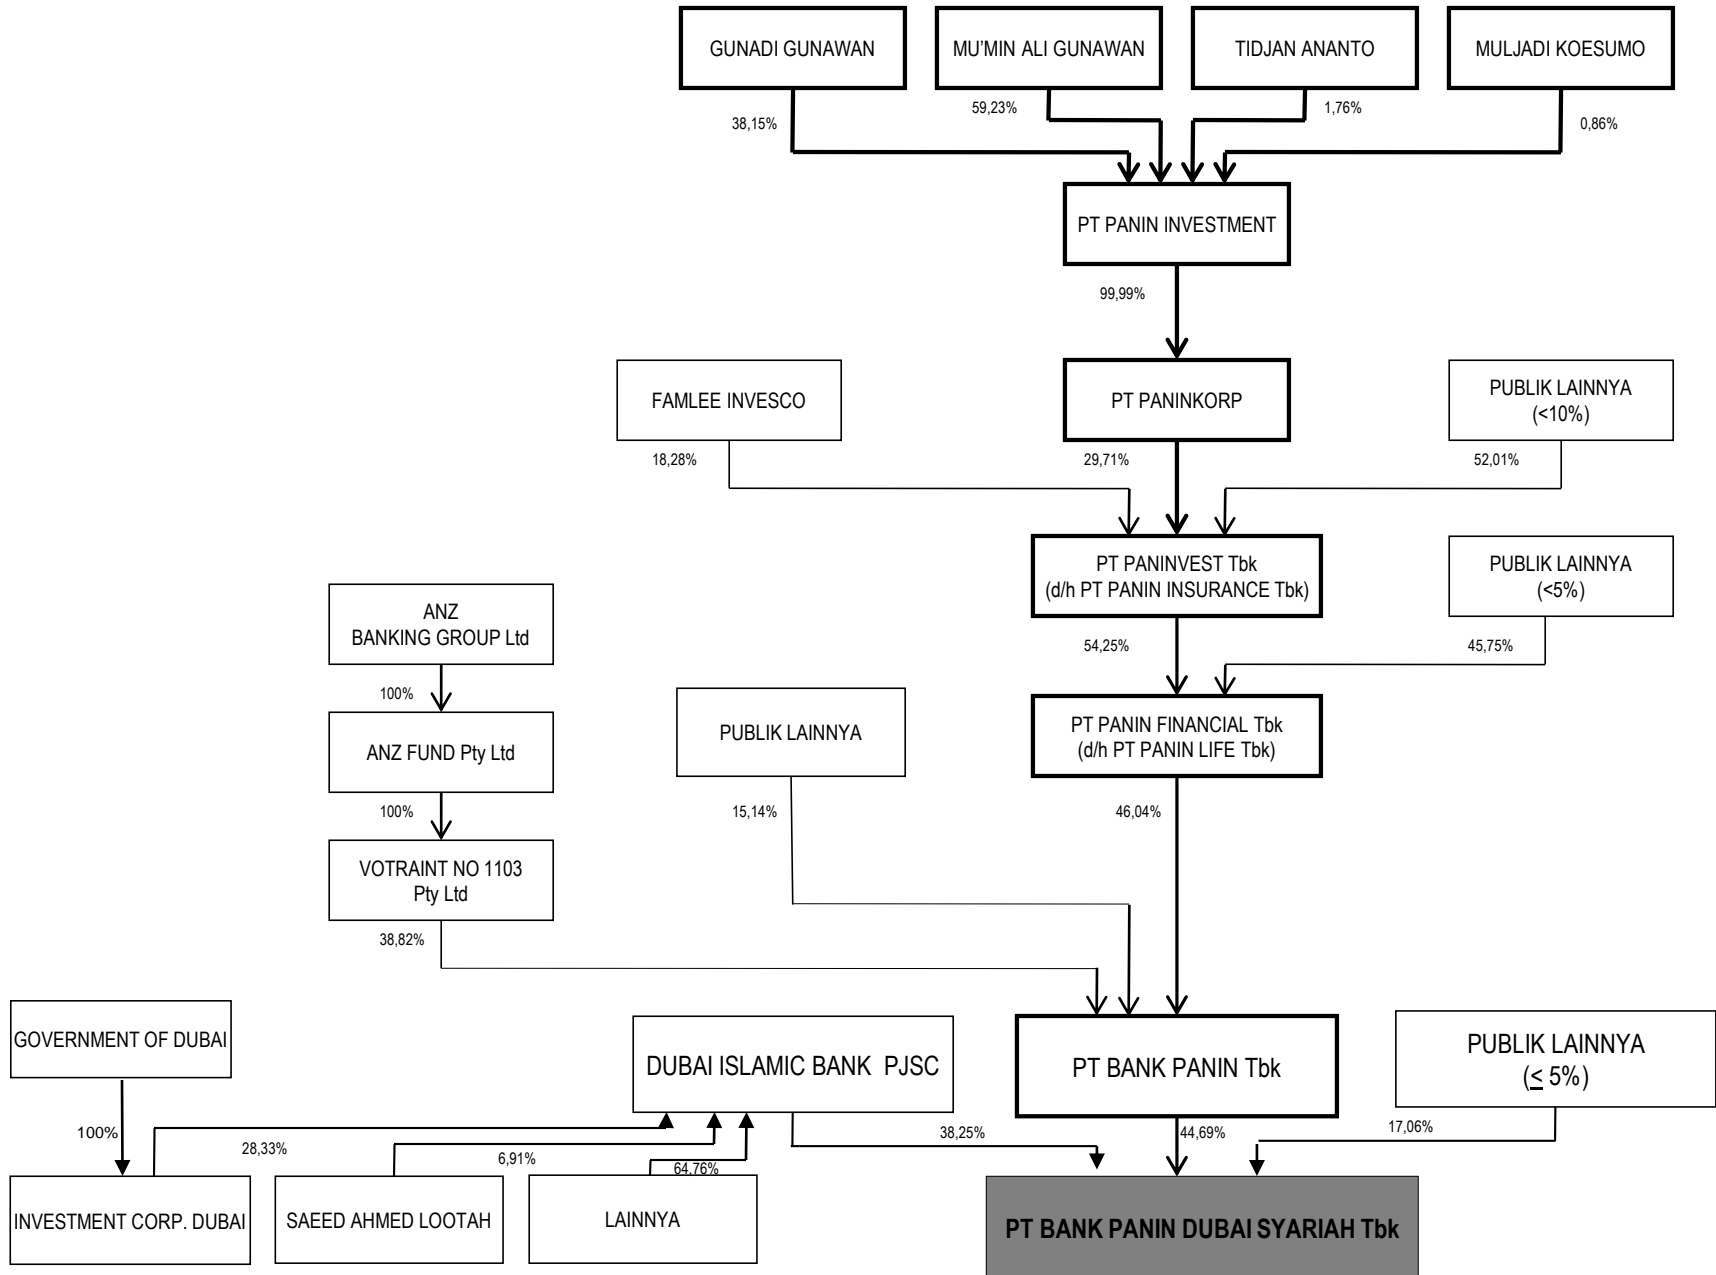 GUNADI GUNAWAN
MU’MIN ALI GUNAWAN
TIDJAN ANANTO
MULJADI KOESUMO
38,15%
59,23%
1,76%
0,86%
PT PANIN INVESTMENT
99,99%
FAMLEE INVESCO
PT PANINKORP
PUBLIK LAINNYA
(<10%)
18,28%
29,71%
52,01%
PT PANINVEST Tbk
(d/h PT PANIN INSURANCE Tbk)
PUBLIK LAINNYA
(<5%)
ANZ
BANKING GROUP Ltd
54,25%
45,75%
100%
PUBLIK LAINNYA
PT PANIN FINANCIAL Tbk
(d/h PT PANIN LIFE Tbk)
ANZ FUND Pty Ltd
100%
15,14%
46,04%
VOTRAINT NO 1103
Pty Ltd
38,82%
GOVERNMENT OF DUBAI
DUBAI ISLAMIC BANK PJSC
PT BANK PANIN Tbk
PUBLIK LAINNYA
(≤ 5%)
100%
28,33%
6,91%
64,76%
38,25%
44,69%
17,06%
INVESTMENT CORP. DUBAI
SAEED AHMED LOOTAH
LAINNYA
PT BANK PANIN DUBAI SYARIAH Tbk